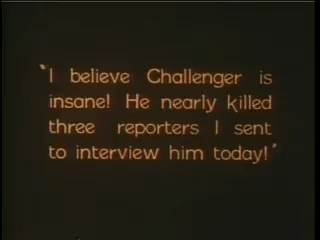 "I believe Challenger is
insane! He nearly killed
three reporters I sent
to interview him today!"